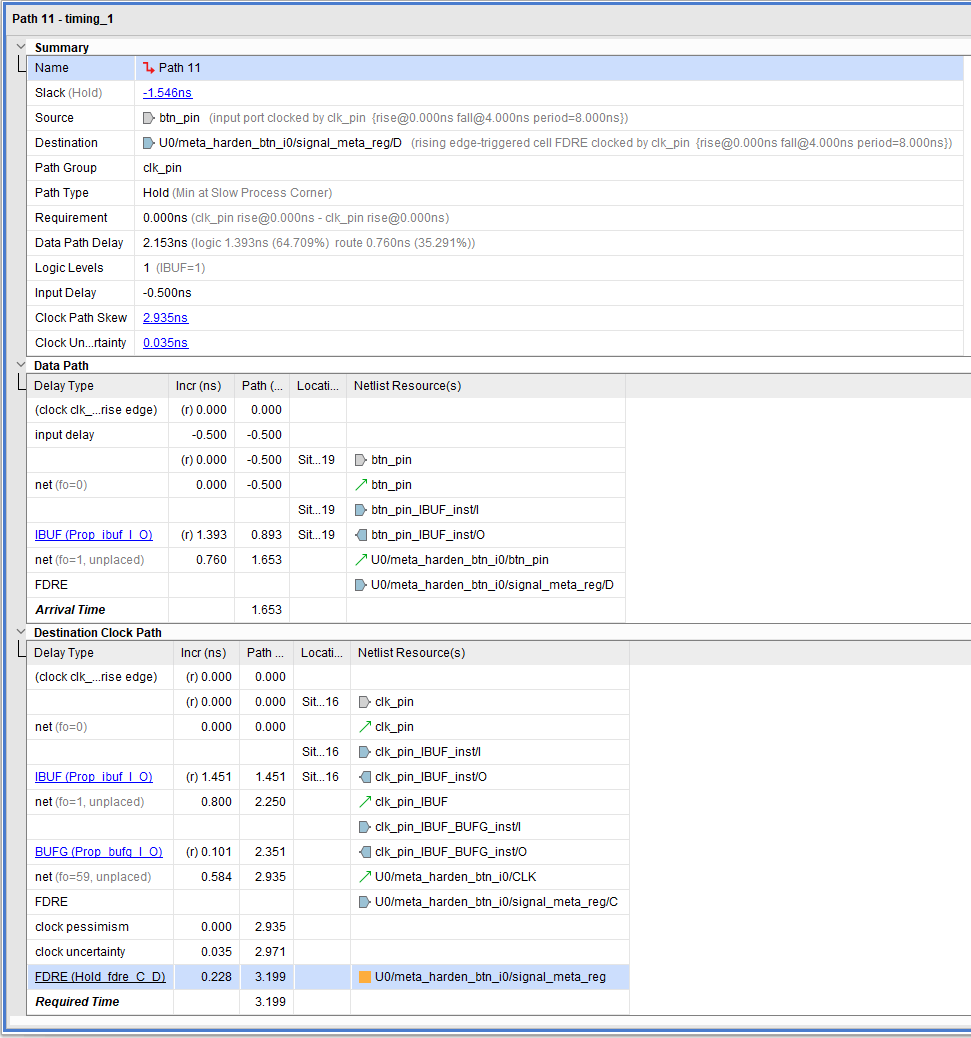 Path 11 - timing_1
Summary
Name Path 11
Slack (Hold) -1.546ns
Source btn_pin (input port clocked by clk_pin {rise@0.000ns fall@4.000ns period=8.000ns})
Destination U0/meta_harden_btn_i0/signal_meta_reg/D (rising edge-triggered cell FDRE clocked by clk_pin {rise@0.000ns fall@4.000ns period=8.000ns})
Path Group clk_pin
Path Type Hold (Min at Slow Process Corner)
Requirement 0.000ns (clk_pin rise@0.000ns - clk_pin rise@0.000ns)
Data Path Delay 2.153ns (logic 1.393ns (64.709%) route 0.760ns (35.291%))
Logic Levels 1 (IBUF=1)
Input Delay -0.500ns
Clock Path Skew 2.935ns
Clock Un...rtainty 0.035ns
Data Path
Delay Type Incr (ns) Path (... Locati... Netlist Resource(s)
(clock clk_...rise edge) (r) 0.000 0.000
input delay -0.500 -0.500
(r) 0.000 -0.500 Sit...19 btn_pin
net (fo=0) 0.000 -0.500 btn_pin
Sit...19 btn_pin_IBUF_inst/I
IBUF (Prop_ibuf_I_O) (r) 1.393 0.893 Sit...19 btn_pin_IBUF_inst/O
net (fo=1, unplaced) 0.760 1.653 U0/meta_harden_btn_i0/btn_pin
FDRE U0/meta_harden_btn_i0/signal_meta_reg/D
Arrival Time 1.653
Destination Clock Path
Delay Type Incr (ns) Path ... Locati... Netlist Resource(s)
(clock clk_...rise edge) (r) 0.000 0.000
(r) 0.000 0.000 Sit...16 clk_pin
net (fo=0) 0.000 0.000 clk_pin
Sit...16 clk_pin_IBUF_inst/I
IBUF (Prop_ibuf_I_O) (r) 1.451 1.451 Sit...16 clk_pin_IBUF_inst/O
net (fo=1, unplaced) 0.800 2.250 clk_pin_IBUF
clk_pin_IBUF_BUFG_inst/I
BUFG (Prop_bufg_I_O) (r) 0.101 2.351 clk_pin_IBUF_BUFG_inst/O
net (fo=59, unplaced) 0.584 2.935 U0/meta_harden_btn_i0/CLK
FDRE U0/meta_harden_btn_i0/signal_meta_reg/C
clock pessimism 0.000 2.935
clock uncertainty 0.035 2.971
FDRE (Hold_fdre_C_D) 0.228 3.199 U0/meta_harden_btn_i0/signal_meta_reg
Required Time 3.199